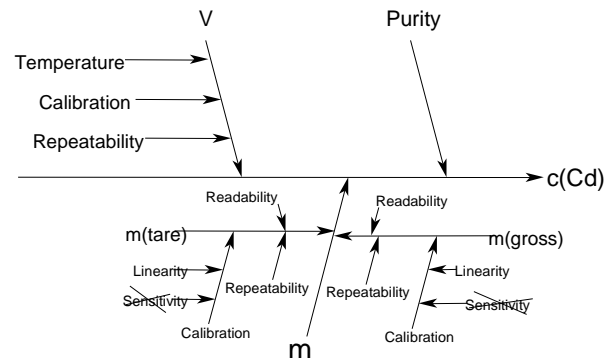 V
Purity
Temperature
Calibration
Repeatability
c(Cd)
Readability
Readability
m(tare)
m(gross)
Linearity
Linearity
Repeatability
Repeatability
Sensitivity
Sensitivity
Calibration
Calibration
m